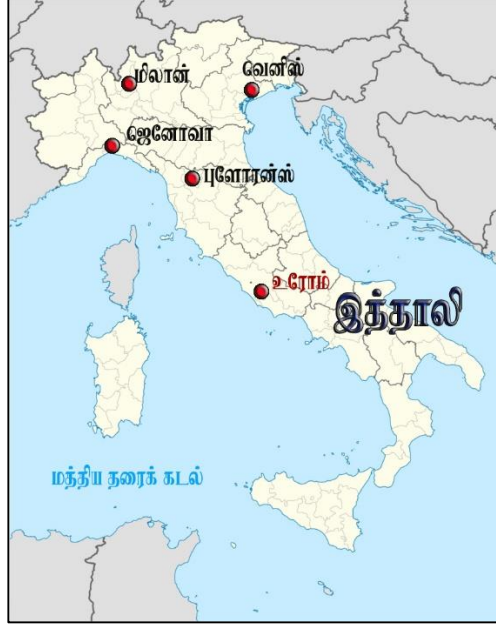 மிலான்
வெனிஸ்
ஜெனோவா
புளோரன்ஸ்
உரோம்
இத்தாலி
மத்திய தரைக் கடல்